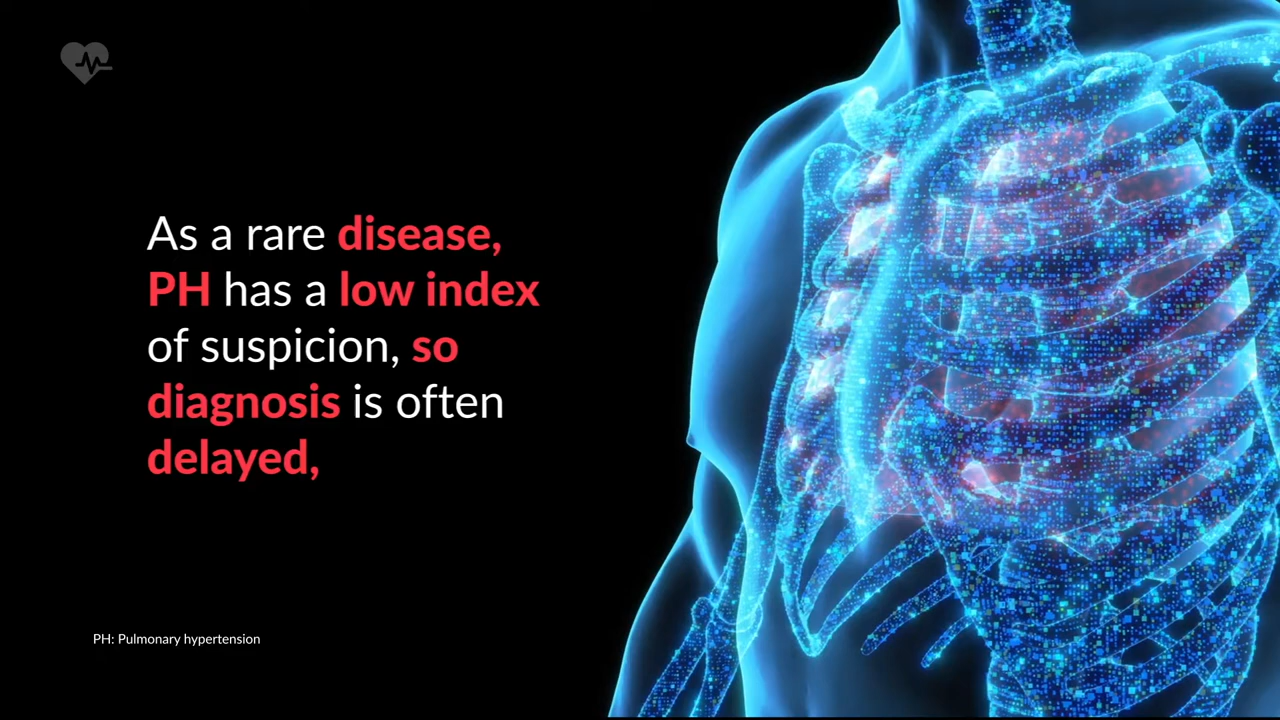 As a rare disease,
PH has a low index
of suspicion, so
diagnosis is often
delayed,
PH: Pulmonary hypertension